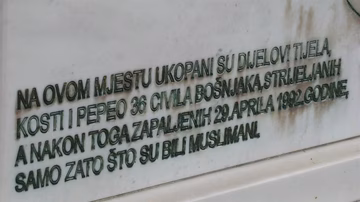 NA OVOM MJESTU UKOPANI SU DIJELOVI TIJELA,
KOSTI I PEPEO 36 CIVILA BOŠNJAKA, STRIJELJANIH
A NAKON TOGA ZAPALJENIH 29. APRILA 1992. GODINE,
SAMO ZATO ŠTO SU BILI MUSLIMANI.